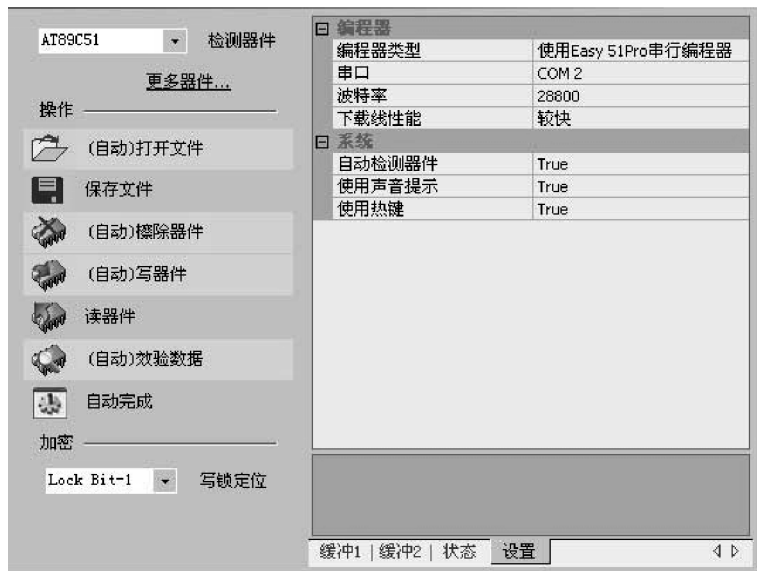 AT89C51 检测器件
更多器件...
操作
(自动)打开文件
保存文件
(自动)擦除器件
(自动)写器件
读器件
(自动)效验数据
自动完成
加密
Lock Bit-1 写锁定位
编程器
编程器类型 使用Easy 51Pro串行编程器
串口 COM 2
波特率 28800
下载线性能 较快
系统
自动检测器件 True
使用声音提示 True
使用热键 True
缓冲1 | 缓冲2 | 状态 设置